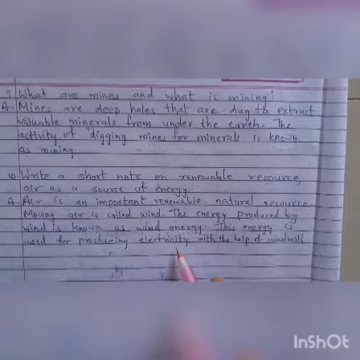 9. What are mines and what is mining?
A. Mines are deep holes that are dug to extract
valuable minerals from under the earth. The
activity of digging mines for minerals is known
as mining
10. Write a short note on renewable resource,
air as a source of energy.
A. Air is an important renewable natural resource.
Moving air is called wind. The energy produced by
wind is known as wind energy. This energy is
used for producing electricity with the help of windmill
InShOt